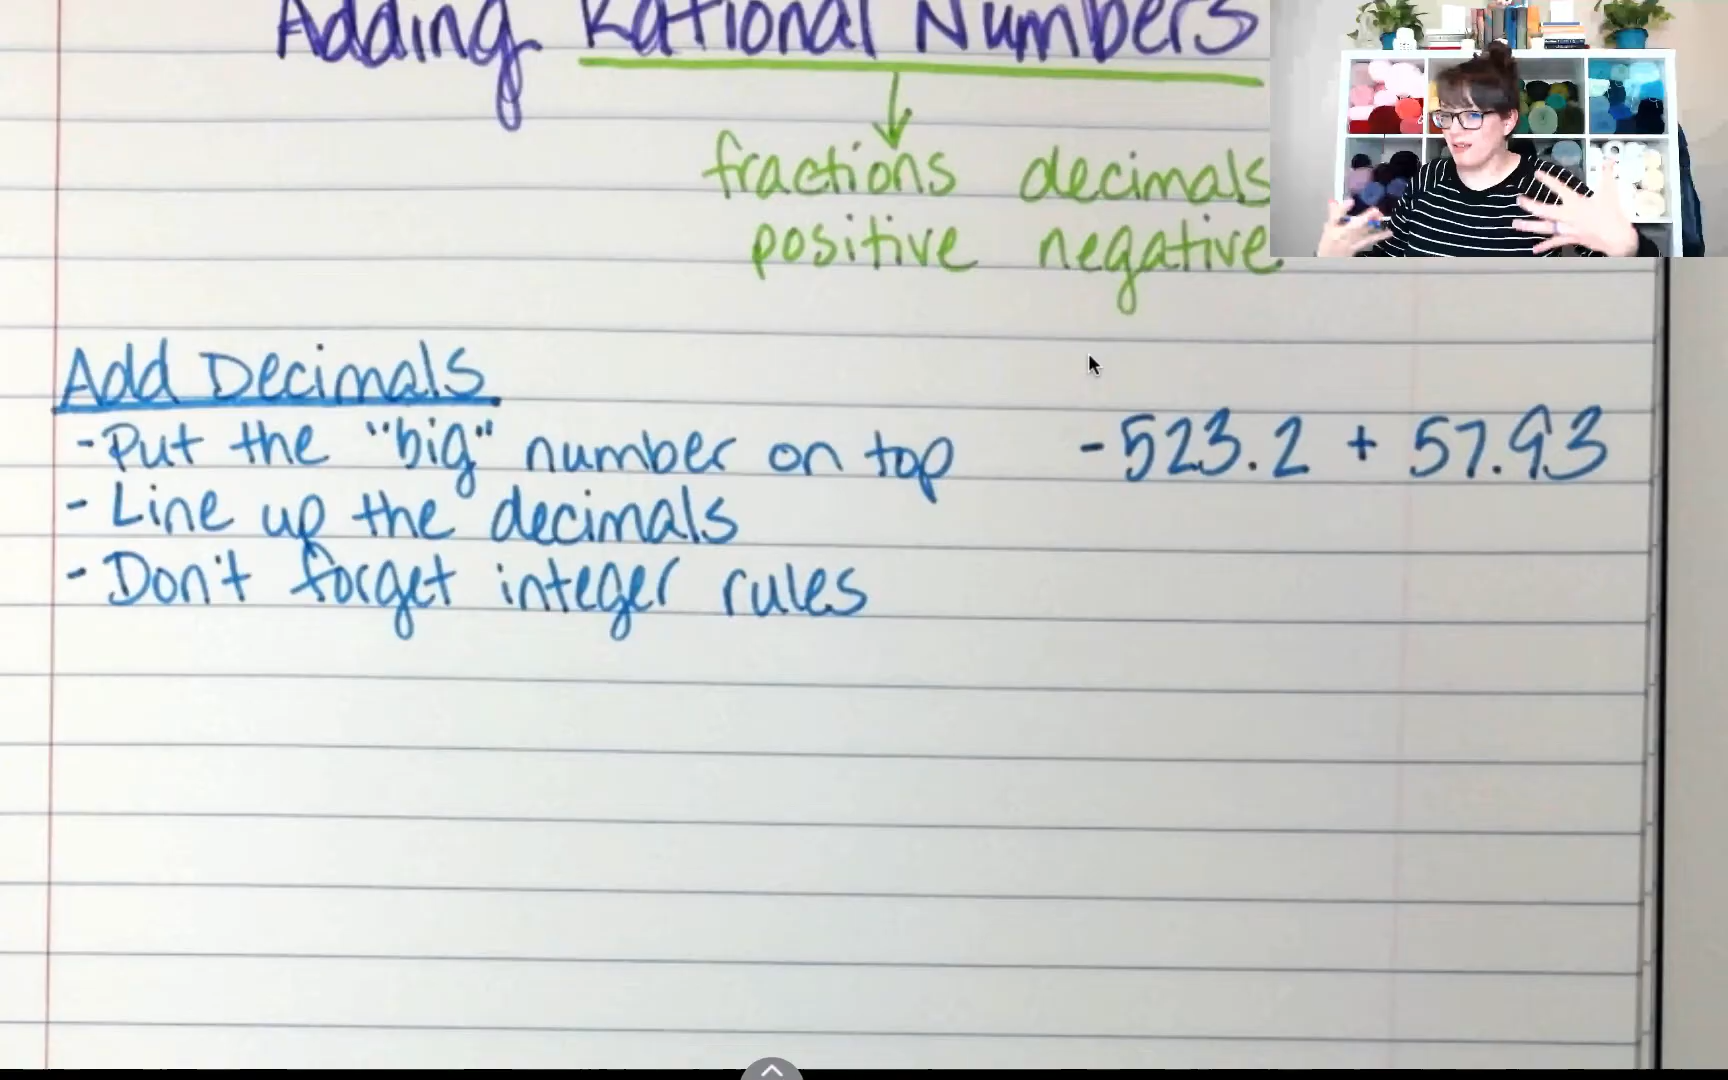 Adding Rational Numbers
fractions decimals
positive negative
Add Decimals
-Put the "big" number on top
- Line up the decimals
- Don't forget integer rules
-523.2 + 57.93